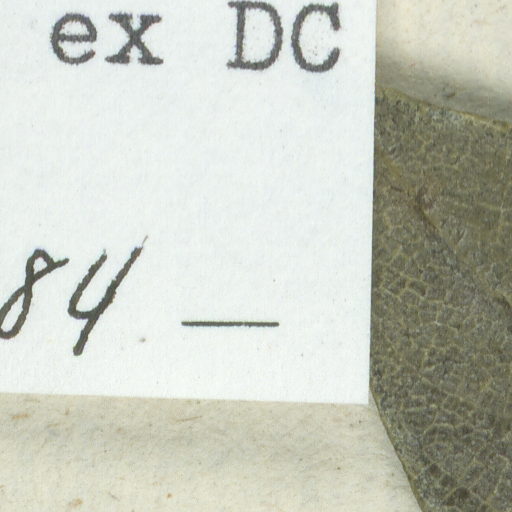 ex DC
84 —